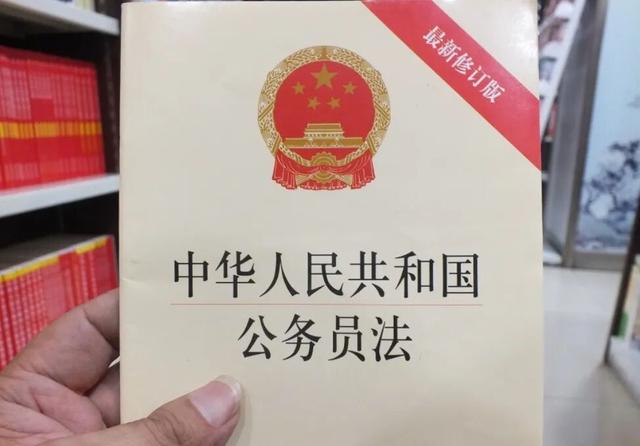 最新修订版
中华人民共和国
公务员法